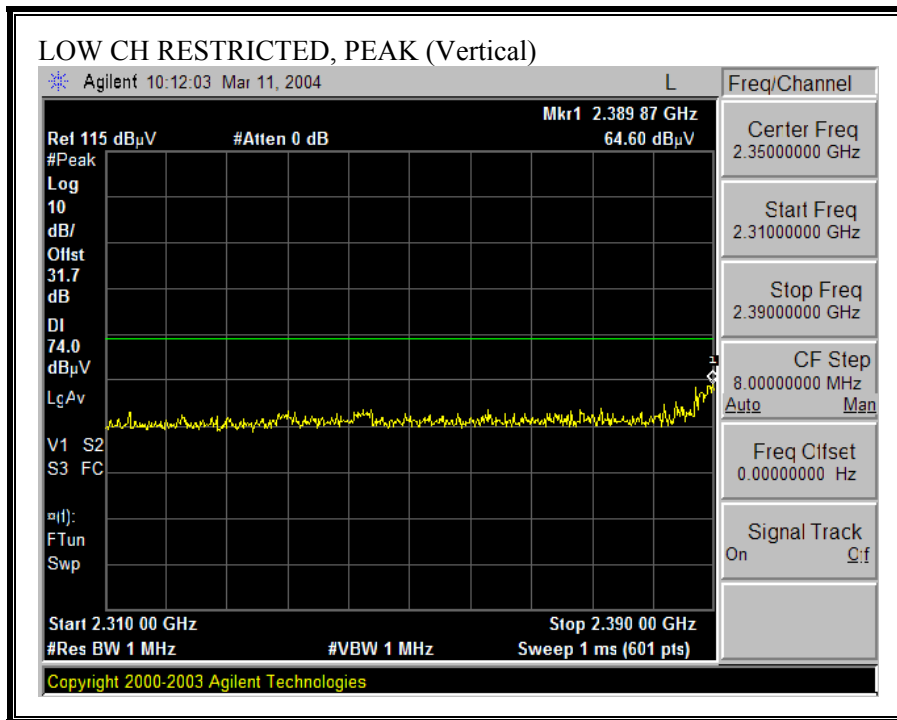 LOW CH RESTRICTED, PEAK (Vertical)
Agilent 10:12:03 Mar 11, 2004 L
Freq/Channel
Mkr1 2.389 87 GHz
Ref 115 dBµV #Atten 0 dB 64.60 dBµV
#Peak
Log
10
dB/
Offst
31.7
dB
DI
74.0
dBµV
LgAv
V1 S2
S3 FC
¤(f):
FTun
Swp
1
Start 2.310 00 GHz Stop 2.390 00 GHz
#Res BW 1 MHz #VBW 1 MHz Sweep 1 ms (601 pts)
Copyright 2000-2003 Agilent Technologies
Center Freq
2.35000000 GHz
Start Freq
2.31000000 GHz
Stop Freq
2.39000000 GHz
CF Step
8.00000000 MHz
Auto Man
Freq Offset
0.00000000 Hz
Signal Track
On Off